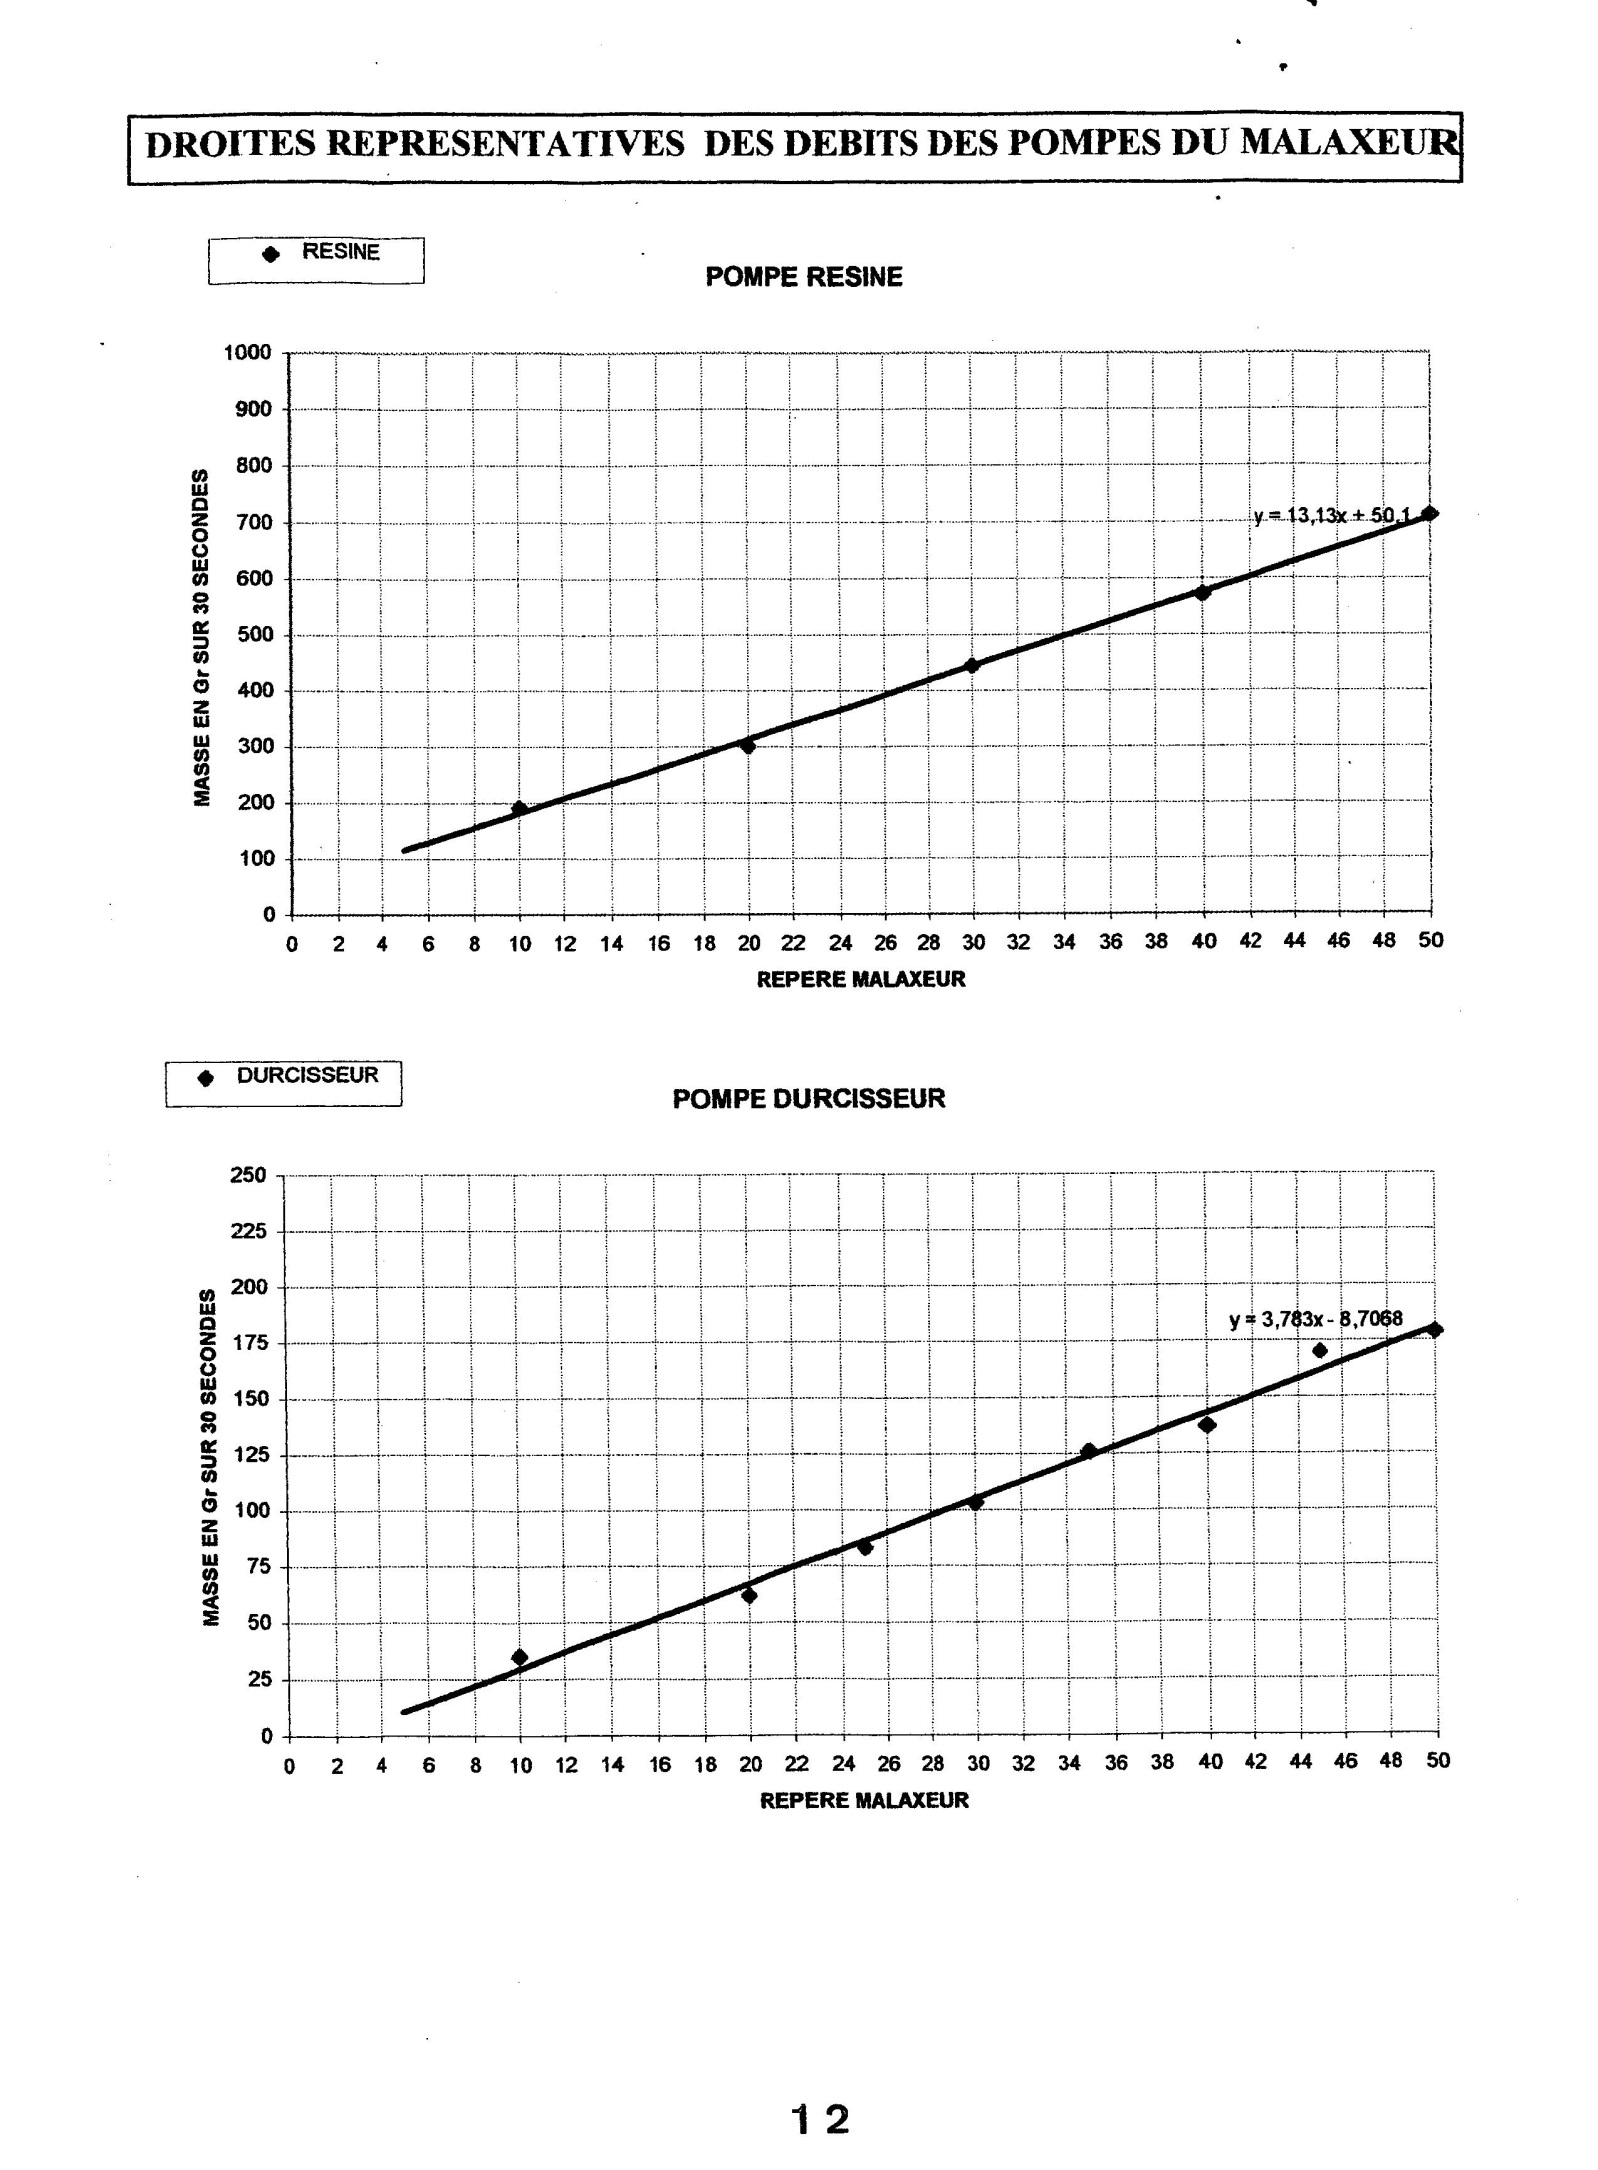 DROITES REPRESENTATIVES DES DEBITS DES POMPES DU MALAXEUR
RESINE
POMPE RESINE
1000
900
800
700
600
500
400
300
200
100
0
MASSE EN Gr SUR 30 SECONDES
y = 13,13x + 50,1
0 2 4 6 8 10 12 14 16 18 20 22 24 26 28 30 32 34 36 38 40 42 44 46 48 50
REPERE MALAXEUR
DURCISSEUR
POMPE DURCISSEUR
250
225
200
175
150
125
100
75
50
25
0
MASSE EN Gr SUR 30 SECONDES
y = 3,783x - 8,7068
0 2 4 6 8 10 12 14 16 18 20 22 24 26 28 30 32 34 36 38 40 42 44 46 48 50
REPERE MALAXEUR
12